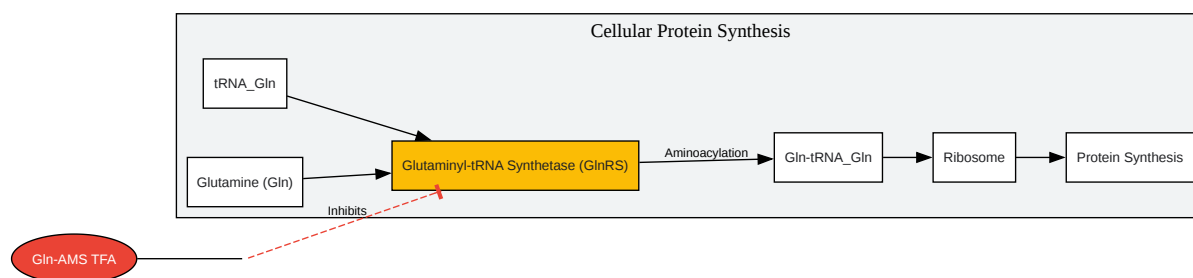 Cellular Protein Synthesis
tRNA_Gln
Glutamine (Gln)
Glutaminyl-tRNA Synthetase (GlnRS)
Aminoacylation
Gln-tRNA_Gln
Ribosome
Protein Synthesis
Inhibits
Gln-AMS TFA